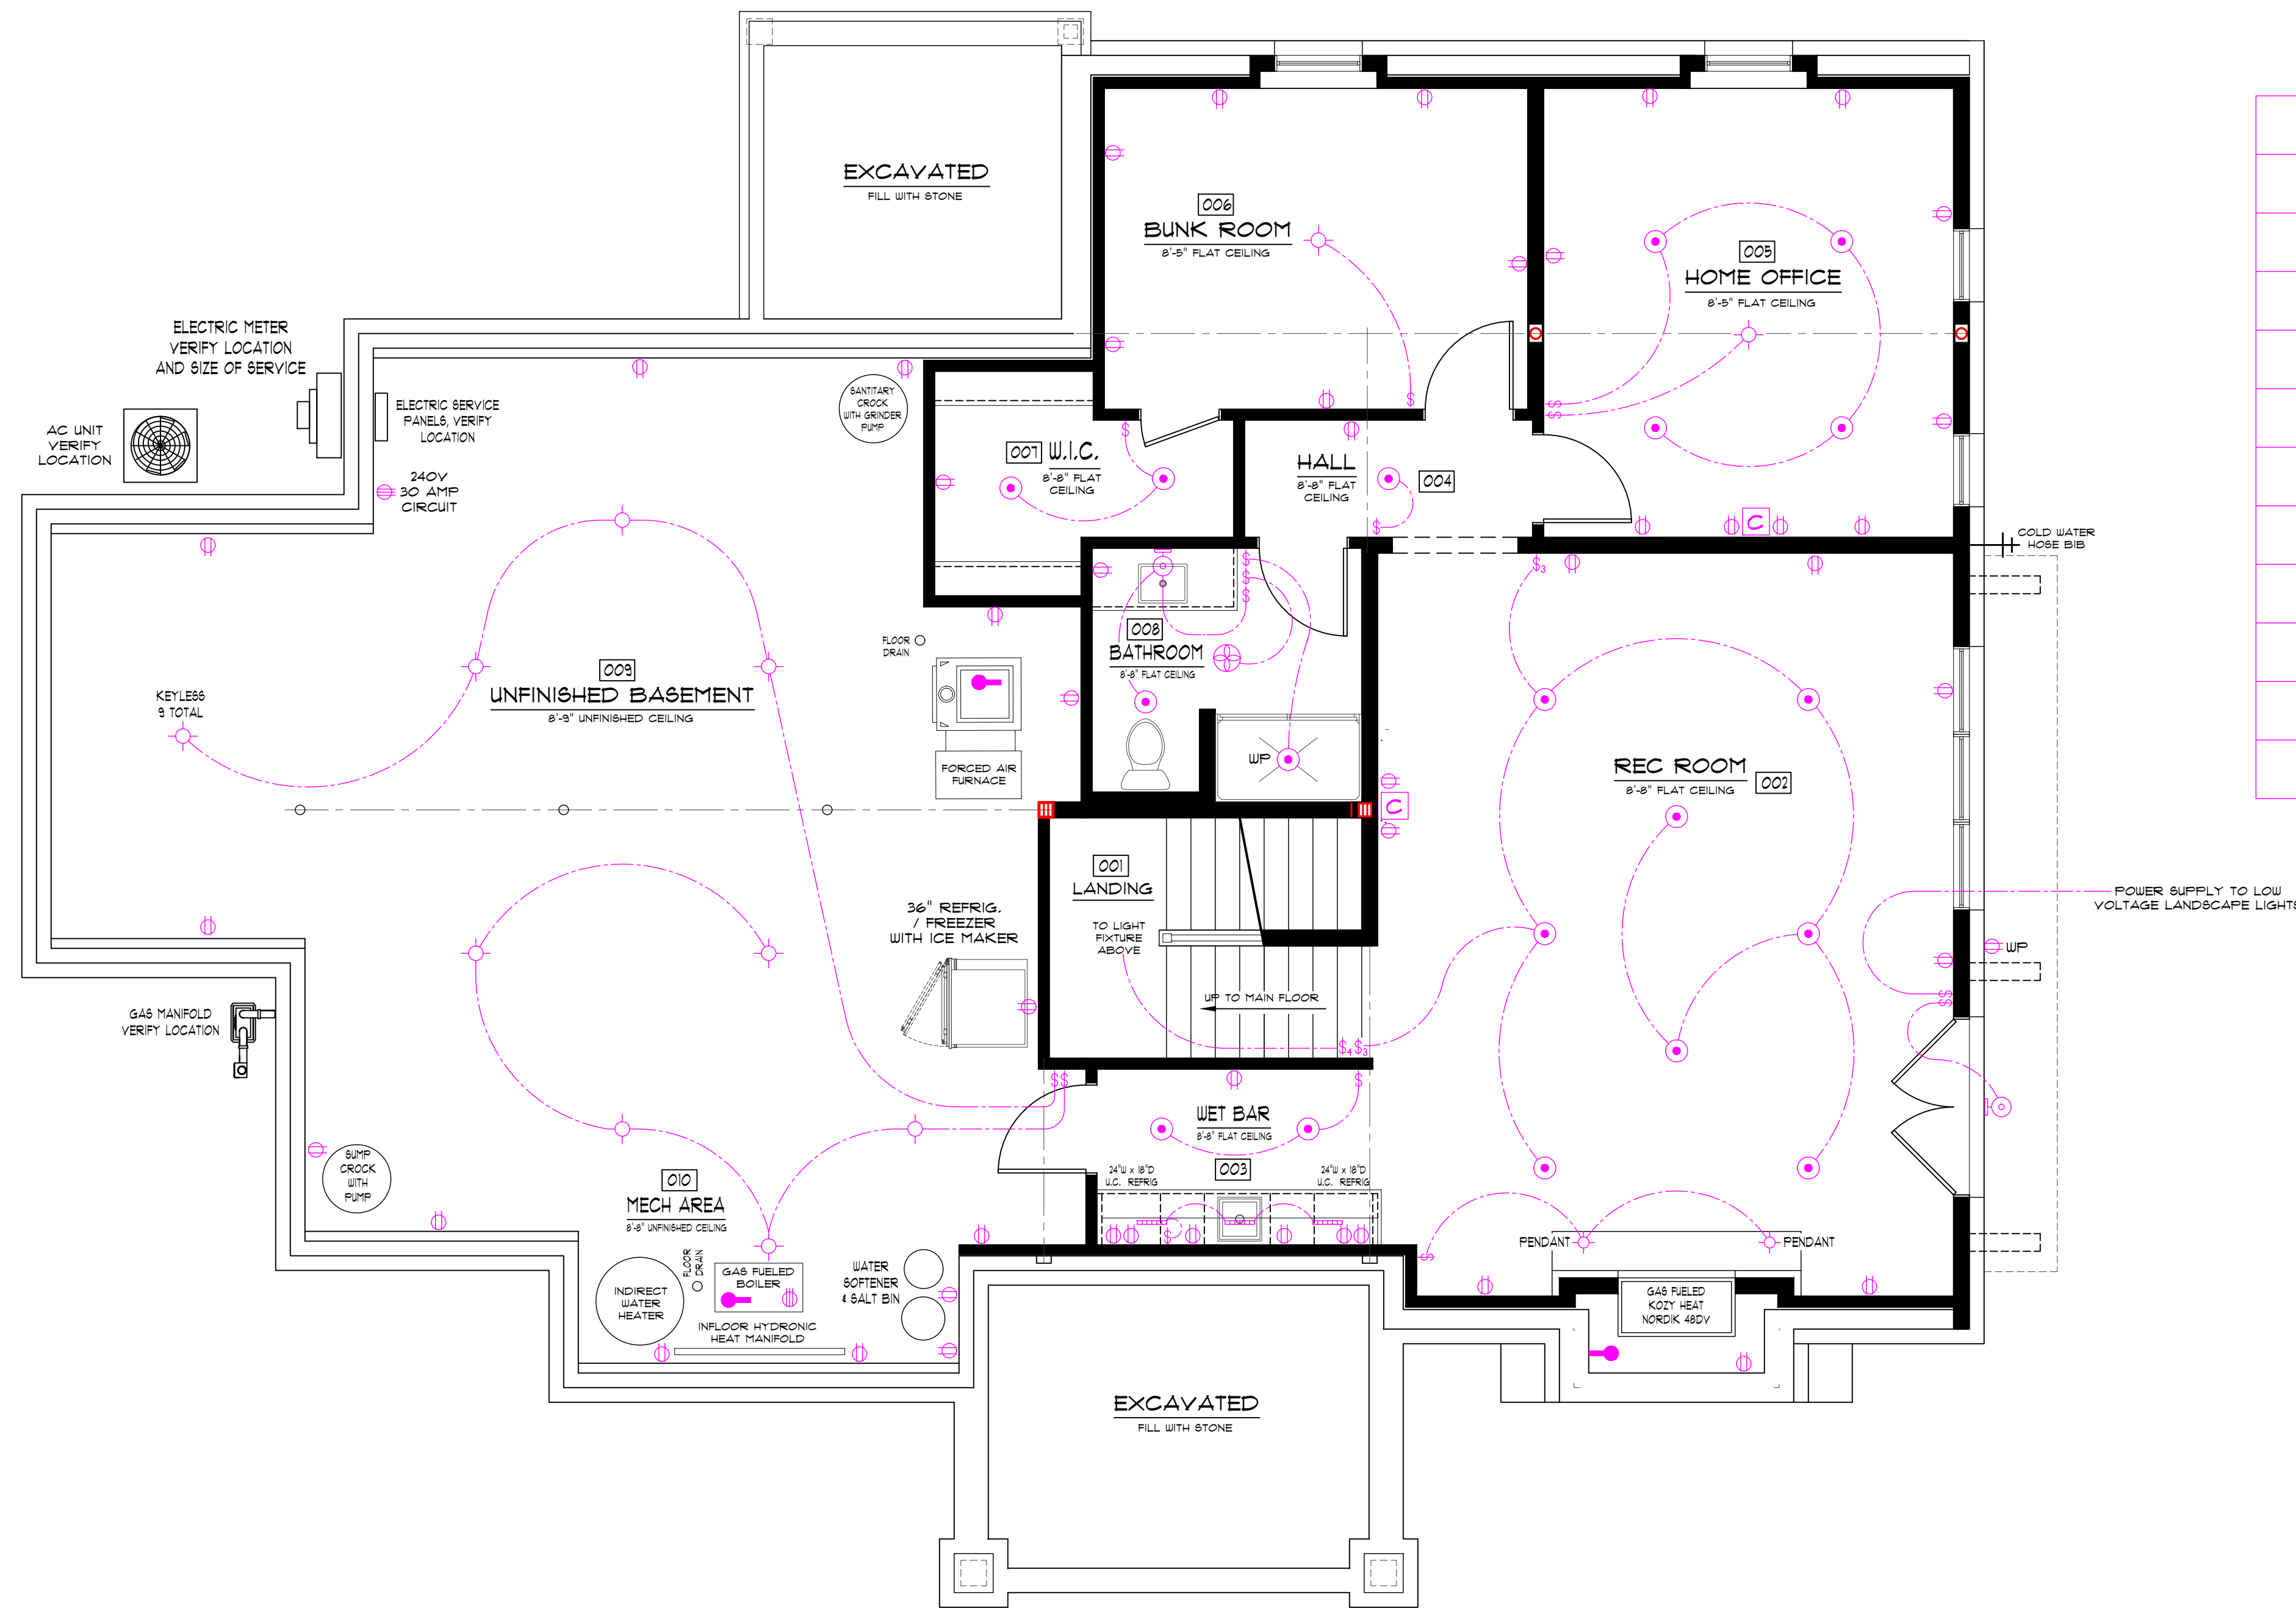 EXCAVATED
FILL WITH STONE
006
BUNK ROOM
8'-5" FLAT CEILING
005
HOME OFFICE
8'-5" FLAT CEILING
ELECTRIC METER
VERIFY LOCATION
AND SIZE OF SERVICE
AC UNIT
VERIFY
LOCATION
ELECTRIC SERVICE
PANELS, VERIFY
LOCATION
240V
30 AMP
CIRCUIT
SANTITARY
CROCK
WITH GRINDER
PUMP
007 W.I.C.
8'-8" FLAT
CEILING
HALL
8'-8" FLAT
CEILING
004
$
$
$
$
$
C
COLD WATER
HOSE BIB
$3
$
$
$
FLOOR
DRAIN
008
BATHROOM
8'-8" FLAT CEILING
009
UNFINISHED BASEMENT
8'-9" UNFINISHED CEILING
KEYLESS
9 TOTAL
FORCED AIR
FURNACE
WP
C
REC ROOM
8'-8" FLAT CEILING
002
001
LANDING
TO LIGHT
FIXTURE
ABOVE
UP TO MAIN FLOOR
36" REFRIG.
/ FREEZER
WITH ICE MAKER
POWER SUPPLY TO LOW
VOLTAGE LANDSCAPE LIGHTS
WP
$
$
GAS MANIFOLD
VERIFY LOCATION
$4 $3
$$
$
WET BAR
8'-8" FLAT CEILING
003
24"W x 18"D
U.C. REFRIG
24"W x 18"D
U.C. REFRIG
$
SUMP
CROCK
WITH
PUMP
010
MECH AREA
8'-8" UNFINISHED CEILING
FLOOR
DRAIN
INDIRECT
WATER
HEATER
GAS FUELED
BOILER
INFLOOR HYDRONIC
HEAT MANIFOLD
WATER
SOFTENER
& SALT BIN
$
PENDANT
PENDANT
GAS FUELED
KOZY HEAT
NORDIK 48DV
EXCAVATED
FILL WITH STONE